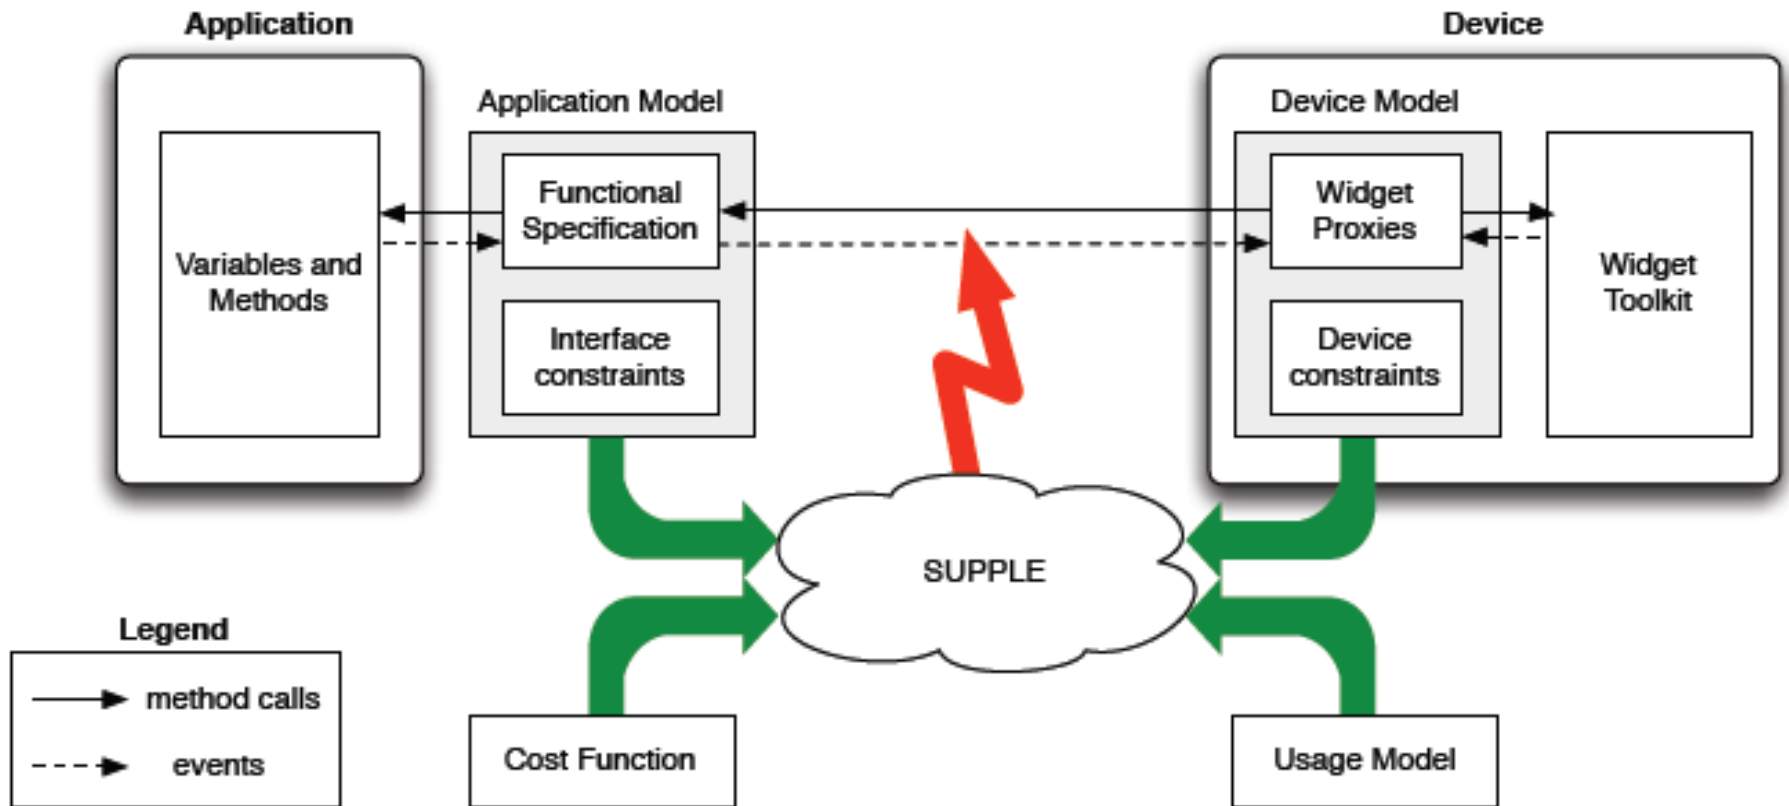 Application
Device
Application Model
Device Model
Functional
Specification
Widget
Proxies
Variables and
Methods
Widget
Toolkit
Interface
constraints
Device
constraints
SUPPLE
Legend
method calls
events
Cost Function
Usage Model